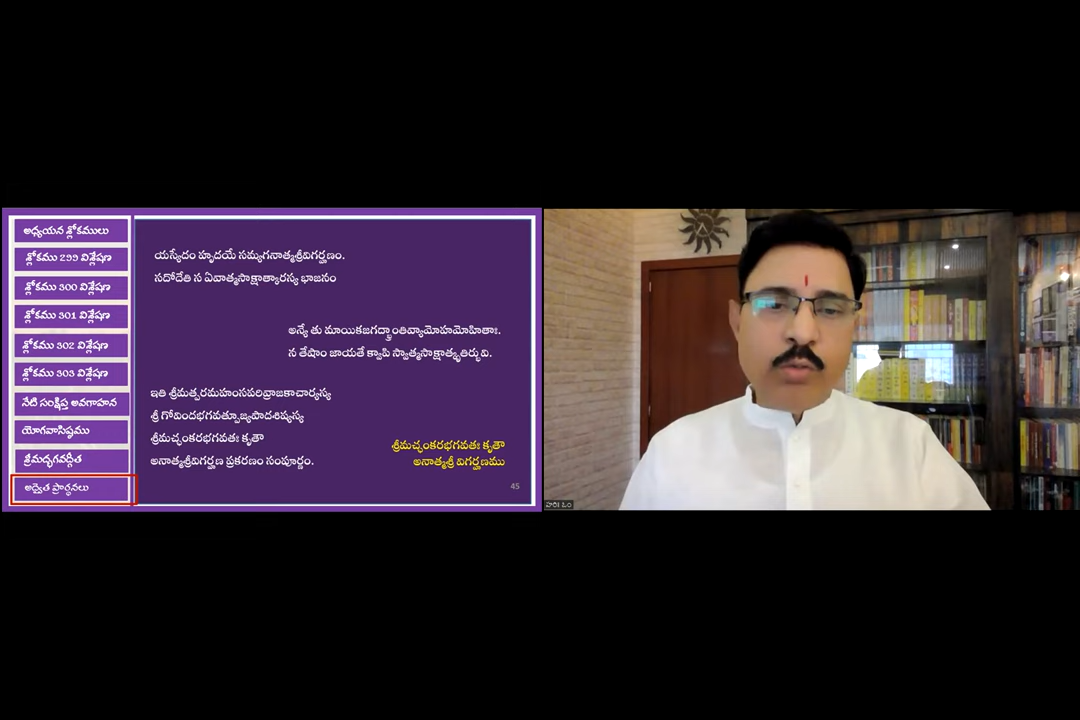 అధ్యయన శ్లోకములు
శ్లోకము 299 విశ్లేషణ
శ్లోకము 300 విశ్లేషణ
శ్లోకము 301 విశ్లేషణ
శ్లోకము 302 విశ్లేషణ
శ్లోకము 303 విశ్లేషణ
నేటి సంక్షిప్త అవగాహన
యోగవాసిష్ఠము
శ్రీమద్భగవద్గీత
అద్వైత ప్రార్థనలు
యస్యేదం హృదయే సమ్యగనాత్మశ్రీవిగర్హణం.
సదోదేతి స ఏవాత్మసాక్షాత్కారస్య భాజనం
అన్యే తు మాయికజగద్భ్రాంతివ్యామోహమోహితాః.
న తేషాం జాయతే క్వాపి స్వాత్మసాక్షాత్కృతిర్భువి.
ఇతి శ్రీమత్పరమహంసపరివ్రాజకాచార్యస్య
శ్రీ గోవిందభగవత్పూజ్యపాదశిష్యస్య
శ్రీమచ్ఛంకరభగవతః కృతౌ
అనాత్మశ్రీవిగర్హణ ప్రకరణం సంపూర్ణం.
శ్రీమచ్ఛంకరభగవతః కృతౌ
అనాత్మశ్రీ విగర్హణము
45
హరిః ఓం